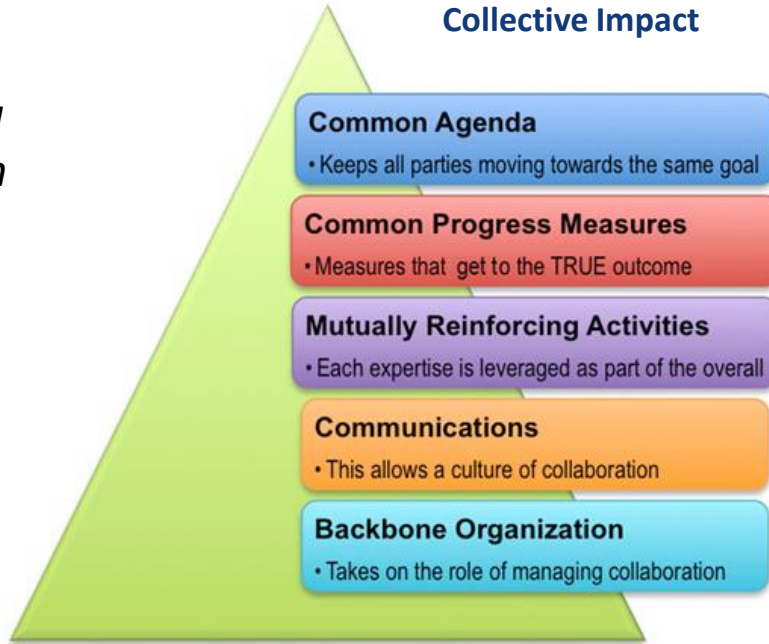 Collective Impact
Common Agenda
• Keeps all parties moving towards the same goal
Common Progress Measures
• Measures that get to the TRUE outcome
Mutually Reinforcing Activities
• Each expertise is leveraged as part of the overall
Communications
• This allows a culture of collaboration
Backbone Organization
• Takes on the role of managing collaboration